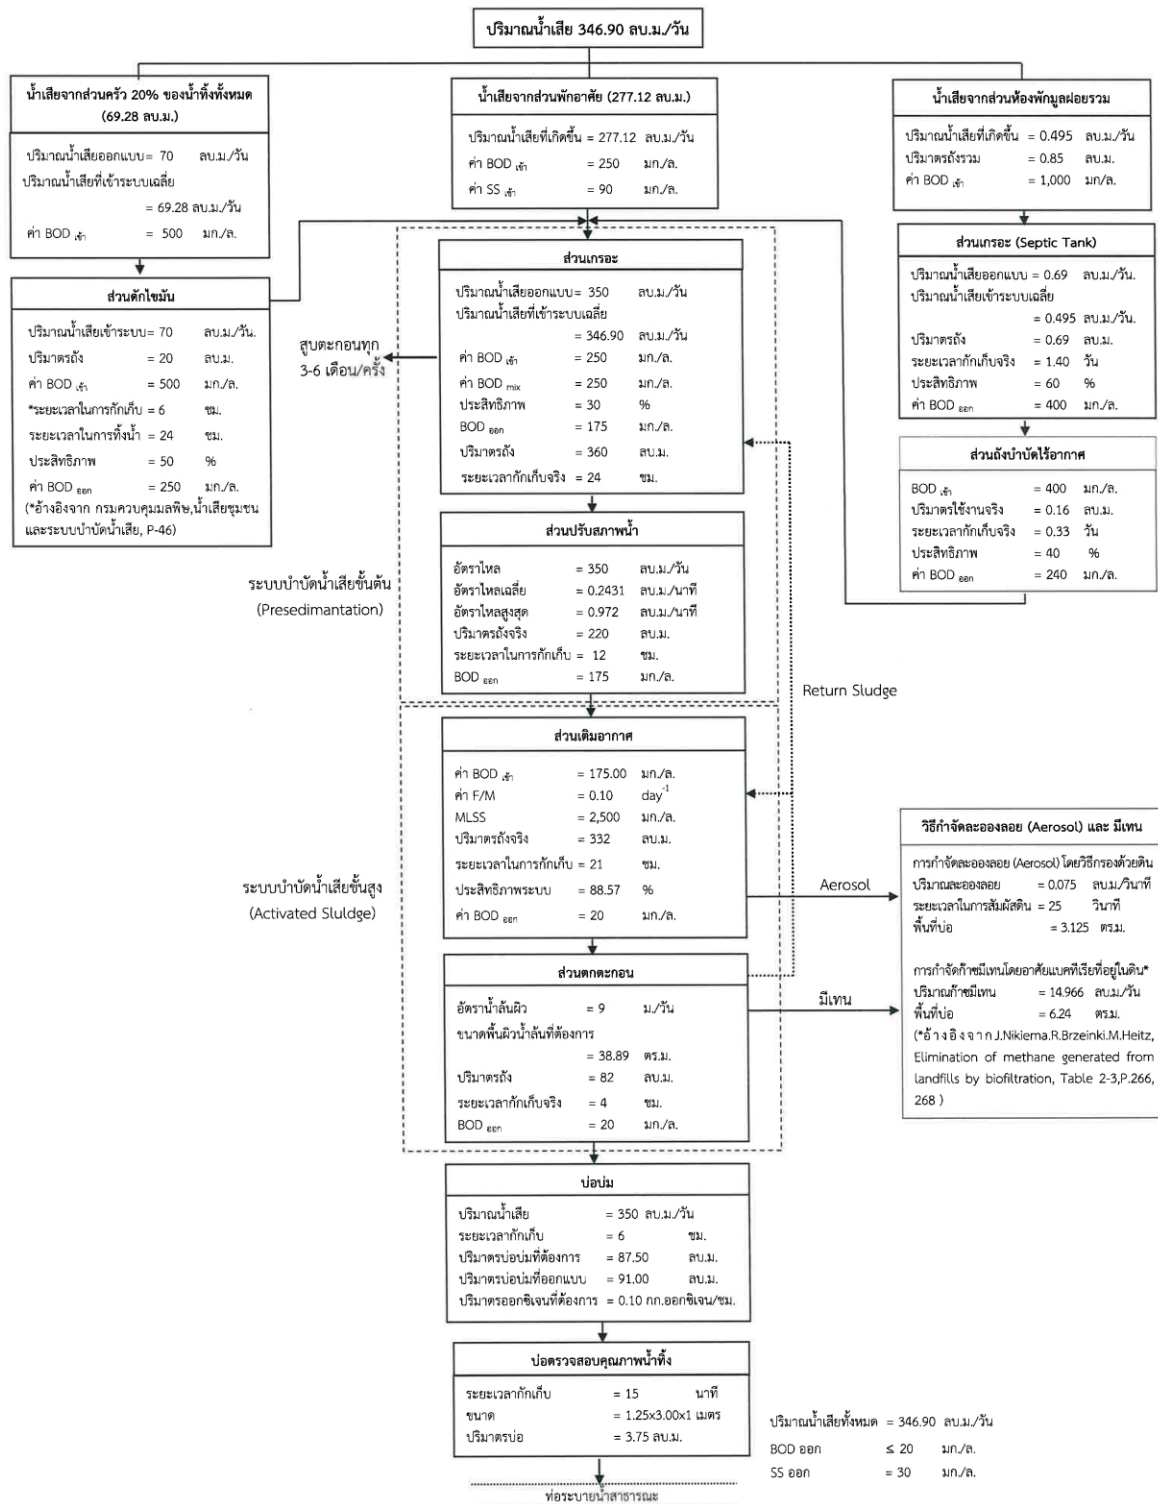 ปริมาณน้ำเสีย 346.90 ลบ.ม./วัน
น้ำเสียจากส่วนครัว 20% ของน้ำทิ้งทั้งหมด
(69.28 ลบ.ม.)
ปริมาณน้ำเสียออกแบบ= 70 ลบ.ม./วัน
ปริมาณน้ำเสียที่เข้าระบบเฉลี่ย
= 69.28 ลบ.ม./วัน
ค่า BOD เข้า = 500 มก./ล.
ส่วนดักไขมัน
ปริมาณน้ำเสียเข้าระบบ= 70 ลบ.ม./วัน.
ปริมาตรถัง = 20 ลบ.ม.
ค่า BOD เข้า = 500 มก./ล.
*ระยะเวลาในการกักเก็บ = 6 ชม.
ระยะเวลาในการทิ้งน้ำ = 24 ชม.
ประสิทธิภาพ = 50 %
ค่า BOD ออก = 250 มก./ล.
(*อ้างอิงจาก กรมควบคุมมลพิษ,น้ำเสียชุมชน
และระบบบำบัดน้ำเสีย, P-46)
น้ำเสียจากส่วนพักอาศัย (277.12 ลบ.ม.)
ปริมาณน้ำเสียที่เกิดขึ้น = 277.12 ลบ.ม./วัน
ค่า BOD เข้า = 250 มก./ล.
ค่า SS เข้า = 90 มก./ล.
น้ำเสียจากส่วนห้องพักมูลฝอยรวม
ปริมาณน้ำเสียที่เกิดขึ้น = 0.495 ลบ.ม./วัน
ปริมาตรถังรวม = 0.85 ลบ.ม.
ค่า BOD เข้า = 1,000 มก/ล.
ส่วนเกรอะ (Septic Tank)
ปริมาณน้ำเสียออกแบบ = 0.69 ลบ.ม./วัน.
ปริมาณน้ำเสียเข้าระบบเฉลี่ย
= 0.495 ลบ.ม./วัน.
ปริมาตรถัง = 0.69 ลบ.ม.
ระยะเวลากักเก็บจริง = 1.40 วัน
ประสิทธิภาพ = 60 %
ค่า BOD ออก = 400 มก./ล.
ส่วนถังบำบัดไร้อากาศ
BOD เข้า = 400 มก./ล.
ปริมาตรใช้งานจริง = 0.16 ลบ.ม.
ระยะเวลากักเก็บจริง = 0.33 วัน
ประสิทธิภาพ = 40 %
ค่า BOD ออก = 240 มก./ล.
ส่วนเกรอะ
ปริมาณน้ำเสียออกแบบ= 350 ลบ.ม./วัน
ปริมาณน้ำเสียที่เข้าระบบเฉลี่ย
= 346.90 ลบ.ม./วัน
ค่า BOD เข้า = 250 มก./ล.
ค่า BOD mix = 250 มก./ล.
ประสิทธิภาพ = 30 %
BOD ออก = 175 มก./ล.
ปริมาตรถัง = 360 ลบ.ม.
ระยะเวลากักเก็บจริง = 24 ชม.
สูบตะกอนทุก
3-6 เดือน/ครั้ง
ส่วนปรับสภาพน้ำ
อัตราไหล = 350 ลบ.ม./วัน
อัตราไหลเฉลี่ย = 0.2431 ลบ.ม./นาที
อัตราไหลสูงสุด = 0.972 ลบ.ม./นาที
ปริมาตรถังจริง = 220 ลบ.ม.
ระยะเวลาในการกักเก็บ = 12 ชม.
BOD ออก = 175 มก./ล.
ระบบบำบัดน้ำเสียขั้นต้น
(Presedimantation)
Return Sludge
ส่วนเติมอากาศ
ค่า BOD เข้า = 175.00 มก./ล.
ค่า F/M = 0.10 day-1
MLSS = 2,500 มก./ล.
ปริมาตรถังจริง = 332 ลบ.ม.
ระยะเวลาในการกักเก็บ = 21 ชม.
ประสิทธิภาพระบบ = 88.57 %
ค่า BOD ออก = 20 มก./ล.
ระบบบำบัดน้ำเสียขั้นสูง
(Activated Sluldge)
Aerosol
มีเทน
วิธีกำจัดละอองลอย (Aerosol) และ มีเทน
การกำจัดละอองลอย (Aerosol) โดยวิธีกรองด้วยดิน
ปริมาณละอองลอย = 0.075 ลบ.ม/วินาที
ระยะเวลาในการสัมผัสดิน = 25 วินาที
พื้นที่บ่อ = 3.125 ตร.ม.
การกำจัดก๊าซมีเทนโดยอาศัยแบคทีเรียที่อยู่ในดิน*
ปริมาณก๊าซมีเทน = 14.966 ลบ.ม/วัน
พื้นที่บ่อ = 6.24 ตร.ม.
(*อ้างอิงจากJ.Nikiema.R.Brzeinki.M.Heitz,
Elimination of methane generated from
landfills by biofiltration, Table 2-3,P.266,
268 )
ส่วนตกตะกอน
อัตราน้ำล้นผิว = 9 ม./วัน
ขนาดพื้นผิวน้ำล้นที่ต้องการ
= 38.89 ตร.ม.
ปริมาตรถัง = 82 ลบ.ม.
ระยะเวลากักเก็บจริง = 4 ชม.
BOD ออก = 20 มก./ล.
บ่อบ่ม
ปริมาณน้ำเสีย = 350 ลบ.ม./วัน
ระยะเวลากักเก็บ = 6 ชม.
ปริมาตรบ่อบ่มที่ต้องการ = 87.50 ลบ.ม.
ปริมาตรบ่อบ่มที่ออกแบบ = 91.00 ลบ.ม.
ปริมาตรออกซิเจนที่ต้องการ = 0.10 กก.ออกซิเจน/ชม.
บ่อตรวจสอบคุณภาพน้ำทิ้ง
ระยะเวลากักเก็บ = 15 นาที
ขนาด = 1.25x3.00x1 เมตร
ปริมาตรบ่อ = 3.75 ลบ.ม.
ปริมาณน้ำเสียทั้งหมด = 346.90 ลบ.ม./วัน
BOD ออก ≤ 20 มก./ล.
SS ออก = 30 มก./ล.
ท่อระบายน้ำสาธารณะ